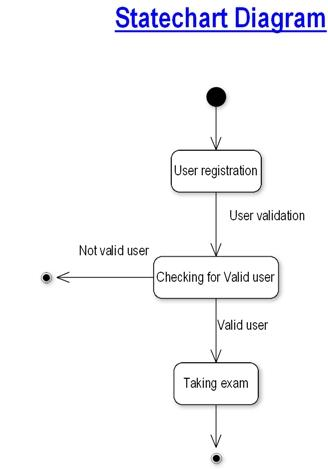 Statechart Diagram
User registration
User validation
Not valid user
Checking for Valid user
Valid user
Taking exam